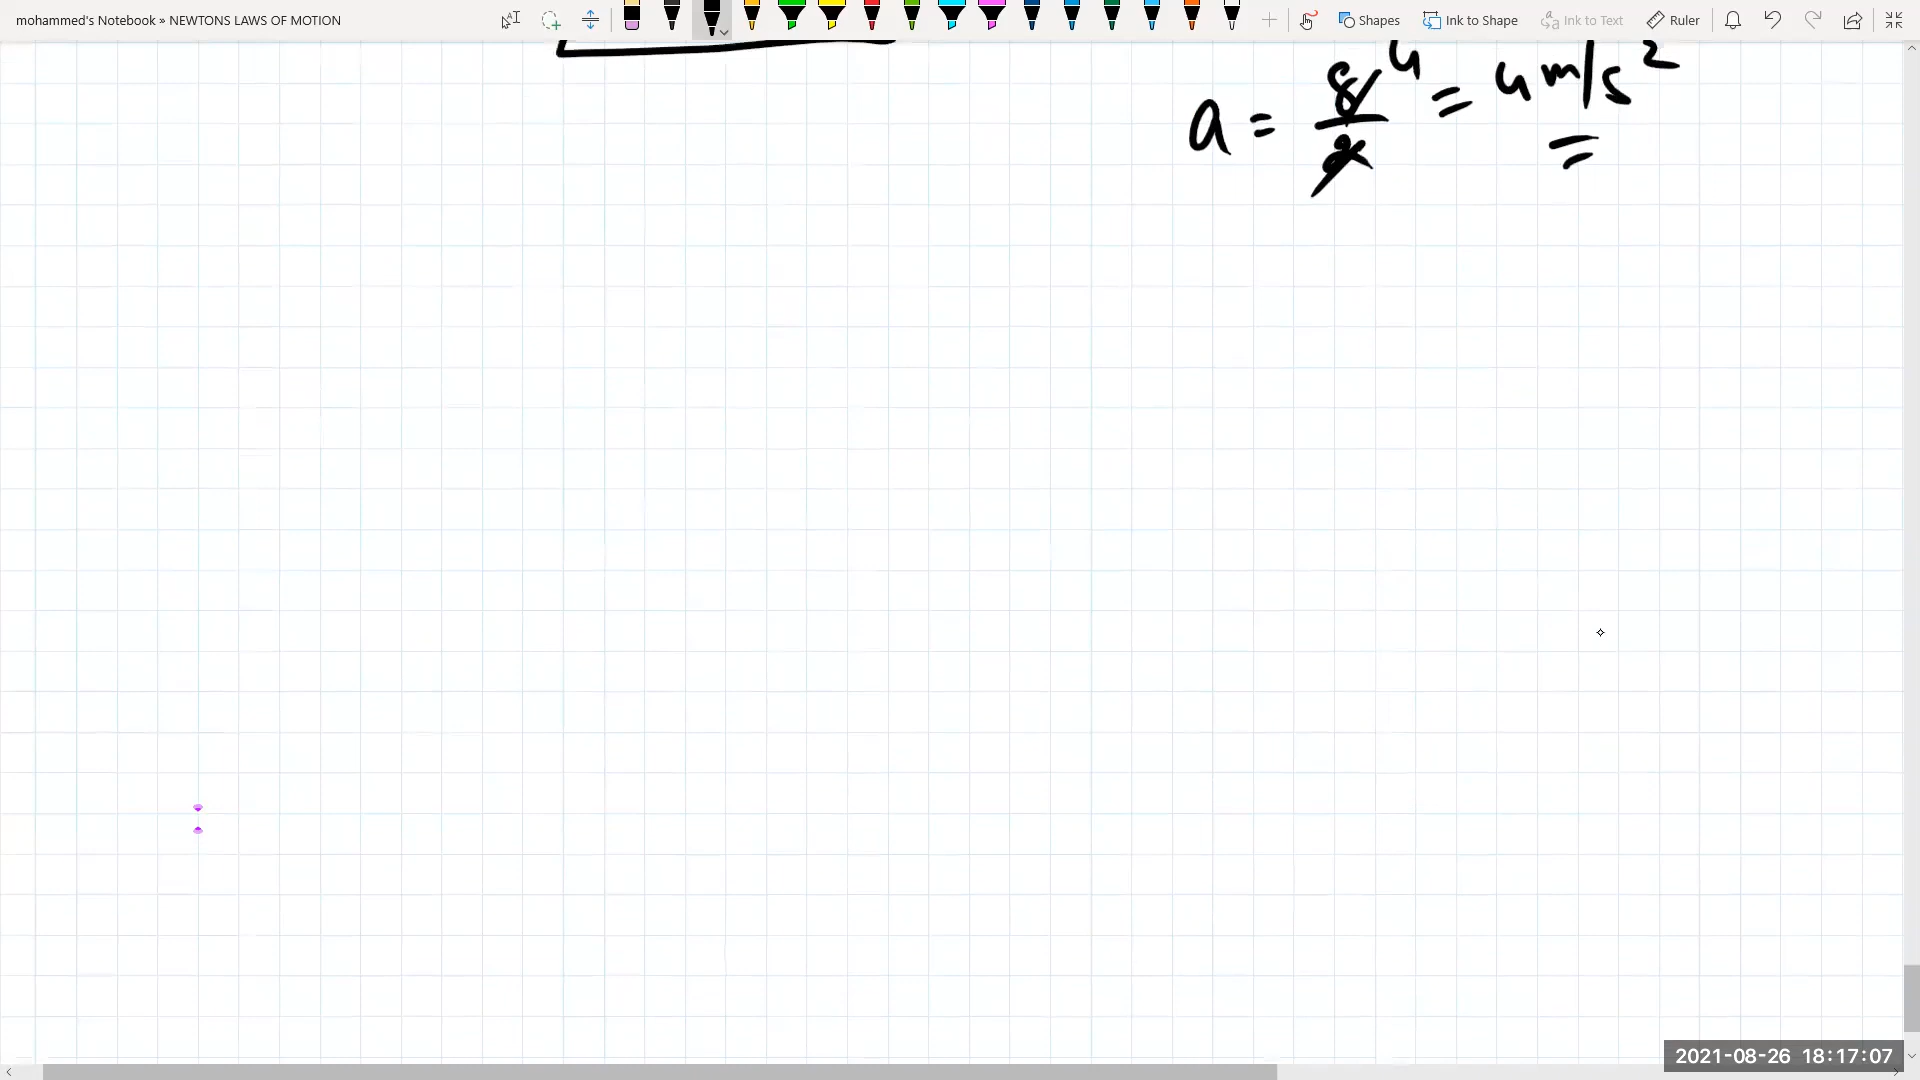 mohammed's Notebook » NEWTONS LAWS OF MOTION
Shapes
Ink to Shape
Ink to Text
Ruler
a = 8/2 4 = 4 m/s²
2021-08-26 18:17:07